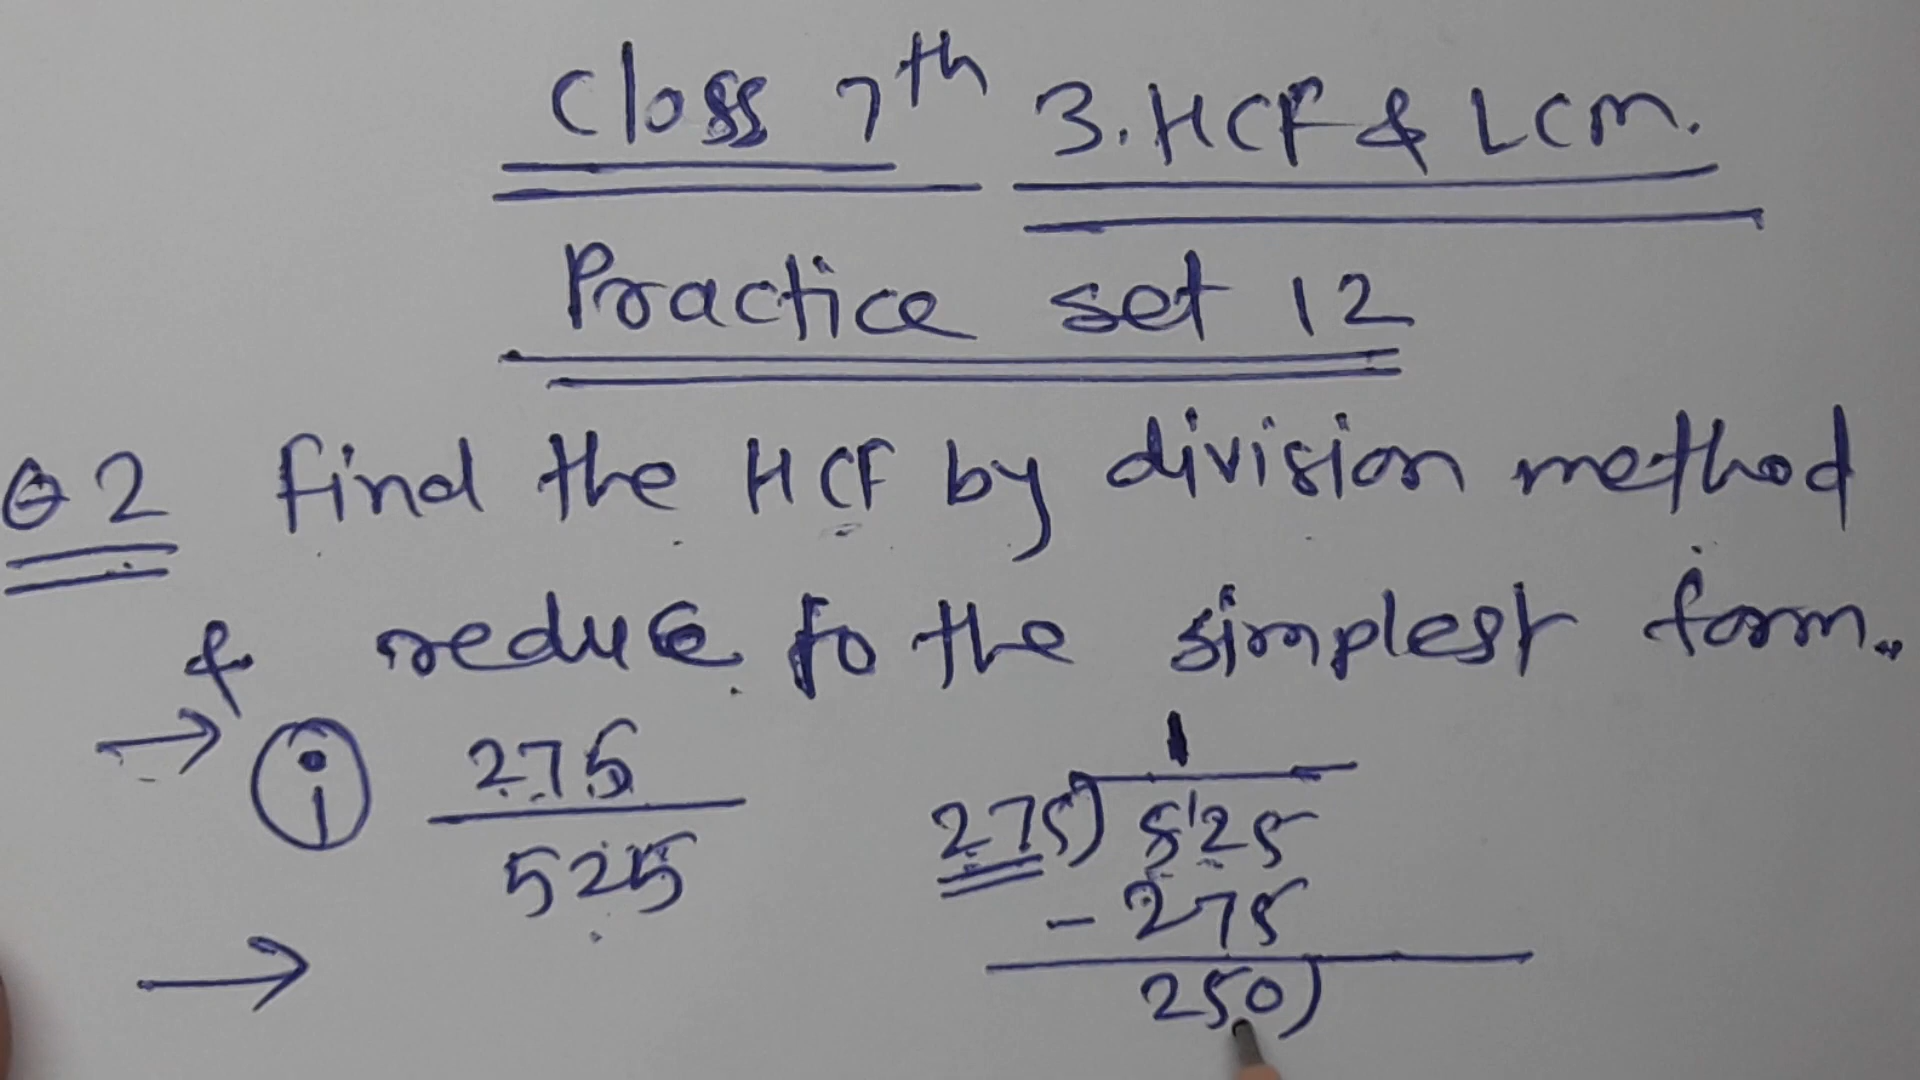 Class 7th 3. HCF & LCM.
Practice set 12
Q2 find the HCF by division method
& reduce to the simplest form.
→ (i) 275/525
→
1
275) 525
- 275
250)